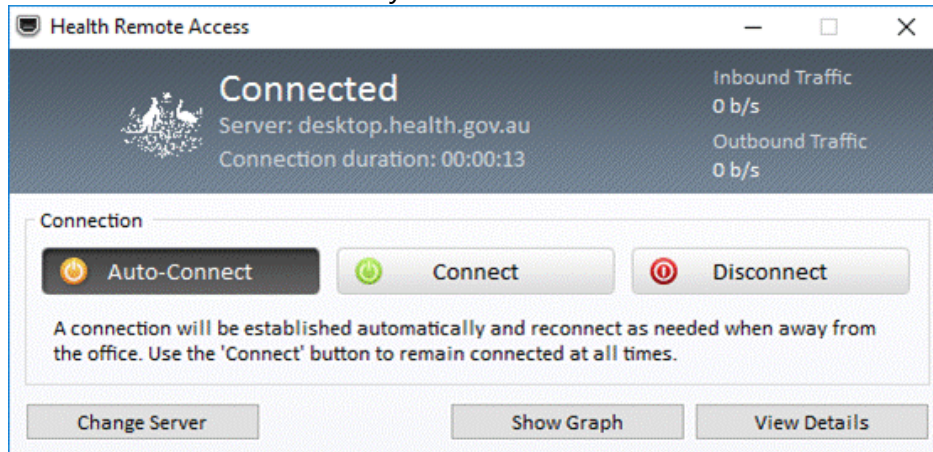 Health Remote Access
Connected
Server: desktop.health.gov.au
Connection duration: 00:00:13
Inbound Traffic
0 b/s
Outbound Traffic
0 b/s
Connection
Auto-Connect
Connect
Disconnect
A connection will be established automatically and reconnect as needed when away from
the office. Use the 'Connect' button to remain connected at all times.
Change Server
Show Graph
View Details